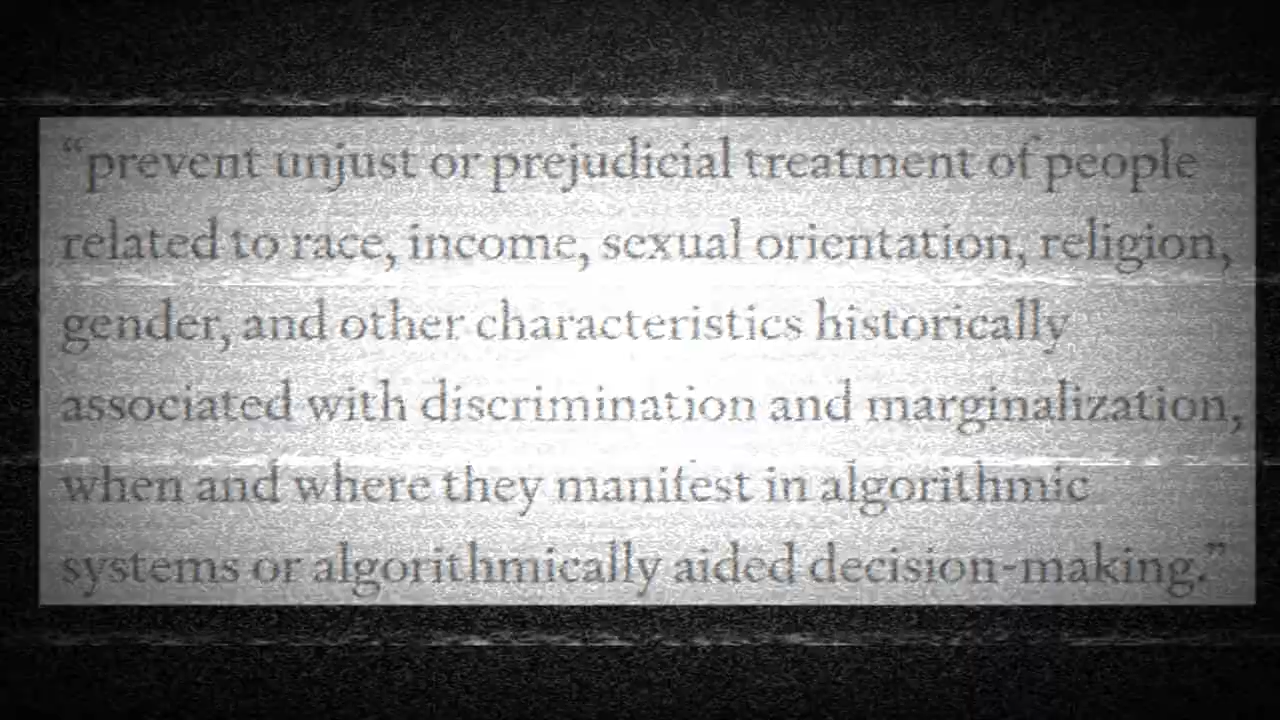 “prevent unjust or prejudicial treatment of people
related to race, income, sexual orientation, religion,
gender, and other characteristics historically
associated with discrimination and marginalization,
when and where they manifest in algorithmic
systems or algorithmically aided decision-making.”